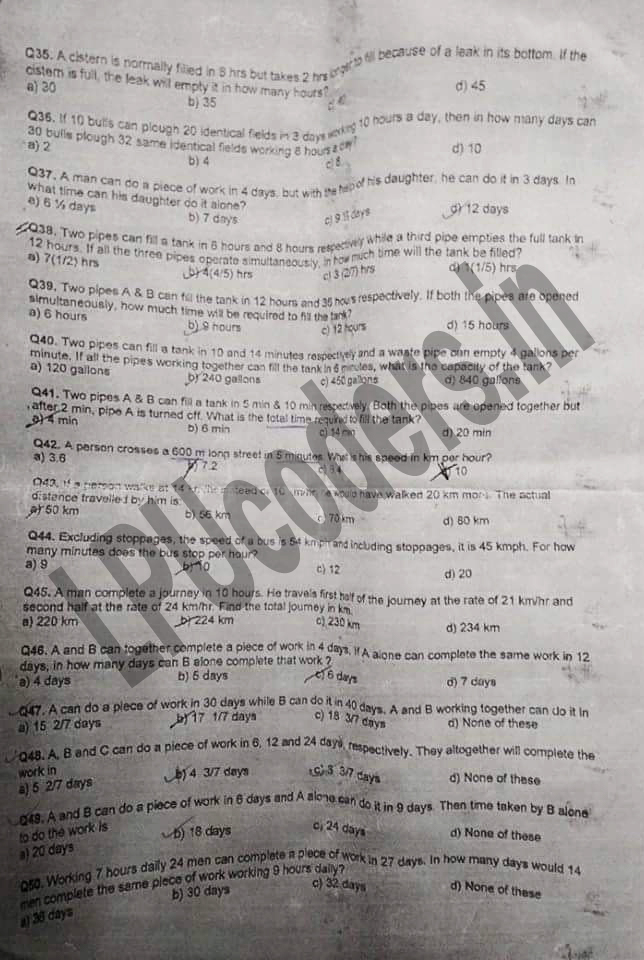 Q35. A cistern is normally filled in 8 hrs but takes 2 hrs longer to fill because of a leak in its bottom. If the
cistern is full, the leak will empty it in how many hours?
a) 30 b) 35 c) 40 d) 45
Q36. If 10 bulls can plough 20 identical fields in 3 days working 10 hours a day, then in how many days can
30 bulls plough 32 same identical fields working 8 hours a day?
a) 2 b) 4 c) 8 d) 10
Q37. A man can do a piece of work in 4 days, but with the help of his daughter, he can do it in 3 days. In
what time can his daughter do it alone?
b) 7 days d) 12 days
Q38. Two pipes can fill a tank in 6 hours and 8 hours respectively while a third pipe empties the full tank in
12 hours. If all the three pipes operate simultaneously, in how much time will the tank be filled?
a) 7(1/2) hrs b) 4(4/5) hrs c) 3 (2/7) hrs d) (1/5) hrs
Q39. Two pipes A & B can fill the tank in 12 hours and 36 hours respectively. If both the pipes are opened
simultaneously, how much time will be required to fill the tank?
a) 6 hours b) 9 hours c) 12 hours d) 15 hours
Q40. Two pipes can fill a tank in 10 and 14 minutes respectively and a waste pipe can empty 4 gallons per
minute. If all the pipes working together can fill the tank in 6 minutes, what is the capacity of the tank?
a) 120 gallons b) 240 gallons c) 450 gallons d) 840 gallons
Q41. Two pipes A & B can fill a tank in 5 min & 10 min respectively. Both the pipes are opened together but
after 2 min, pipe A is turned off. What is the total time required to fill the tank?
a) 4 min b) 6 min c) 14 min d) 20 min
Q42. A person crosses a 600 m long street in 5 minutes. What is his speed in km per hour?
a) 3.6 b) 7.2 c) 8.4 d) 10
Q43. If a person walks at 14 instead of 10 km/hr, he would have walked 20 km more. The actual
distance travelled by him is:
a) 50 km b) 56 km c) 70 km d) 80 km
Q44. Excluding stoppages, the speed of a bus is 54 kmph and including stoppages, it is 45 kmph. For how
many minutes does the bus stop per hour?
a) 9 b) 10 c) 12 d) 20
Q45. A man complete a journey in 10 hours. He travels first half of the journey at the rate of 21 km/hr and
second half at the rate of 24 km/hr. Find the total journey in km.
a) 220 km b) 224 km c) 230 km d) 234 km
Q46. A and B can together complete a piece of work in 4 days. If A alone can complete the same work in 12
days, in how many days can B alone complete that work ?
a) 4 days b) 5 days c) 6 days d) 7 days
Q47. A can do a piece of work in 30 days while B can do it in 40 days. A and B working together can do it in
a) 15 2/7 days b) 17 1/7 days c) 18 3/7 days d) None of these
Q48. A, B and C can do a piece of work in 6, 12 and 24 days, respectively. They altogether will complete the
work in
a) 5 2/7 days b) 4 3/7 days c) 3 3/7 days d) None of these
Q49. A and B can do a piece of work in 6 days and A alone can do it in 9 days. Then time taken by B alone
to do the work is
a) 20 days b) 18 days c) 24 days d) None of these
Q50. Working 7 hours daily 24 men can complete a piece of work in 27 days. In how many days would 14
men complete the same piece of work working 9 hours daily?
a) 36 days b) 30 days c) 32 days d) None of these
LPUcoders.in